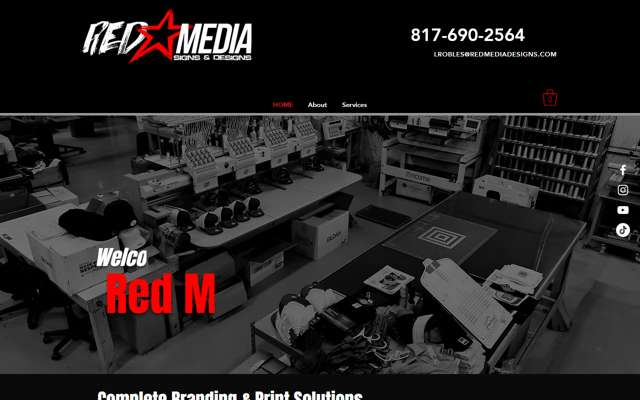 RED MEDIA
SIGNS & DESIGNS
817-690-2564
LROBLES@REDMEDIADESIGNS.COM
0
HOME
About
Services
Welco
Red M
Complete Branding & Print Solutions